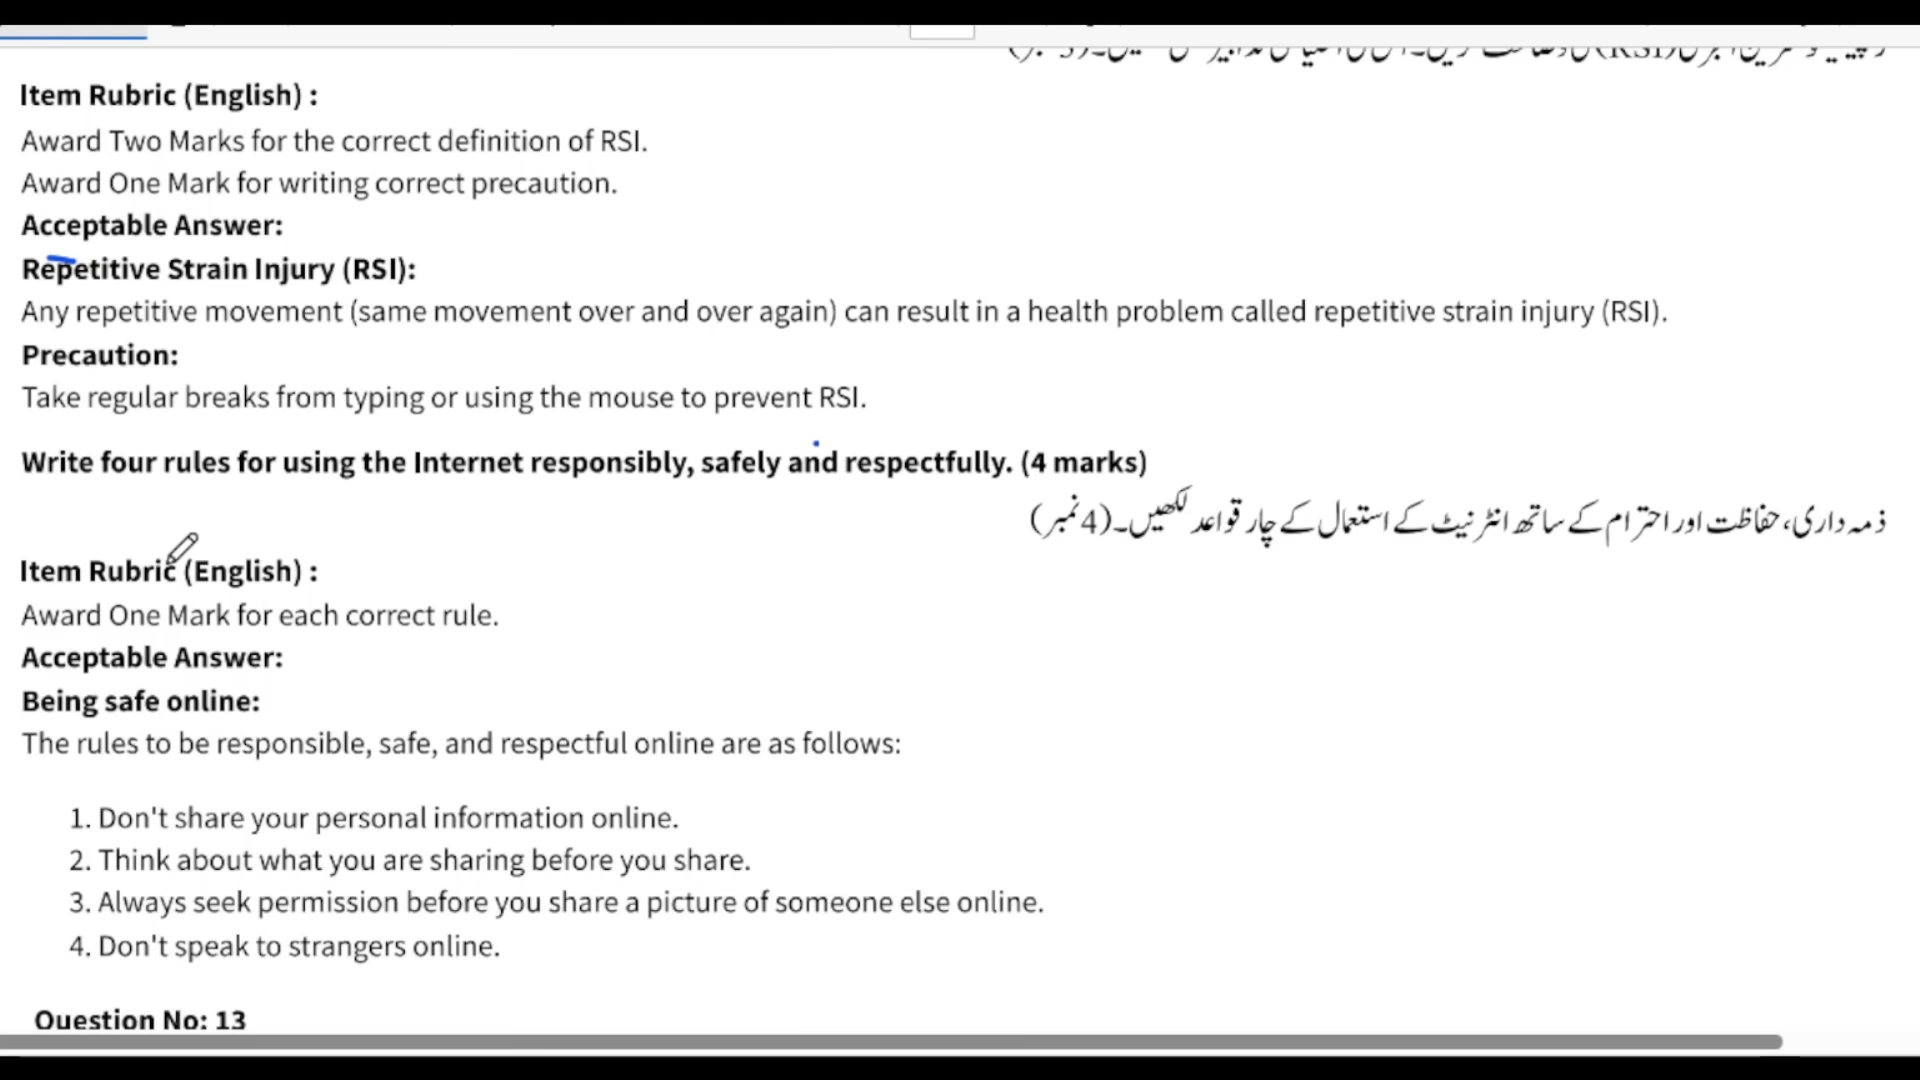 Item Rubric (English) :
Award Two Marks for the correct definition of RSI.
Award One Mark for writing correct precaution.
Acceptable Answer:
Repetitive Strain Injury (RSI):
Any repetitive movement (same movement over and over again) can result in a health problem called repetitive strain injury (RSI).
Precaution:
Take regular breaks from typing or using the mouse to prevent RSI.
Write four rules for using the Internet responsibly, safely and respectfully. (4 marks)
ذمہ داری، حفاظت اور احترام کے ساتھ انٹرنیٹ کے استعمال کے چار قواعد لکھیں۔ (4 نمبر)
Item Rubric (English) :
Award One Mark for each correct rule.
Acceptable Answer:
Being safe online:
The rules to be responsible, safe, and respectful online are as follows:
1. Don't share your personal information online.
2. Think about what you are sharing before you share.
3. Always seek permission before you share a picture of someone else online.
4. Don't speak to strangers online.
Question No: 13